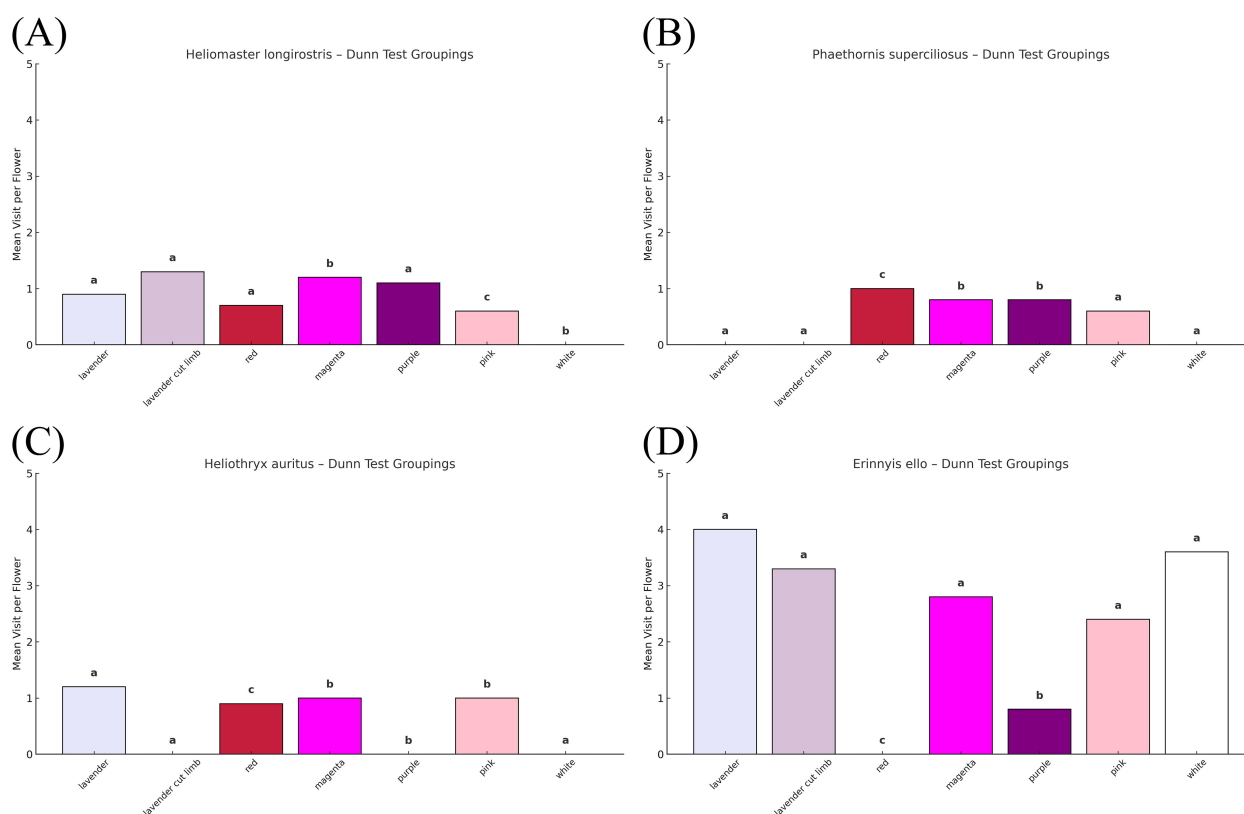 (A)
Heliomaster longirostris – Dunn Test Groupings
Mean Visit per Flower
5
4
3
2
1
0
a
a
a
b
a
c
b
lavender
lavender cut limb
red
magenta
purple
pink
white
(B)
Phaethornis superciliosus – Dunn Test Groupings
Mean Visit per Flower
5
4
3
2
1
0
a
a
c
b
b
a
a
lavender
lavender cut limb
red
magenta
purple
pink
white
(C)
Heliothryx auritus – Dunn Test Groupings
Mean Visit per Flower
5
4
3
2
1
0
a
a
c
b
b
b
a
lavender
lavender cut limb
red
magenta
purple
pink
white
(D)
Erinnyis ello – Dunn Test Groupings
Mean Visit per Flower
5
4
3
2
1
0
a
a
c
a
b
a
a
lavender
lavender cut limb
red
magenta
purple
pink
white